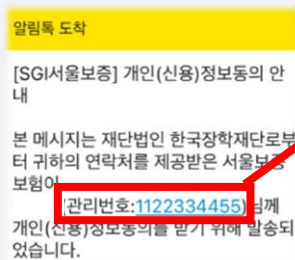 알림톡 도착
[SGI서울보증] 개인(신용)정보동의 안
내
본 메시지는 재단법인 한국장학재단로부
터 귀하의 연락처를 제공받은 서울보증
보험이
(관리번호:1122334455)님께
개인(신용)정보동의를 받기 위해 발송되
었습니다.